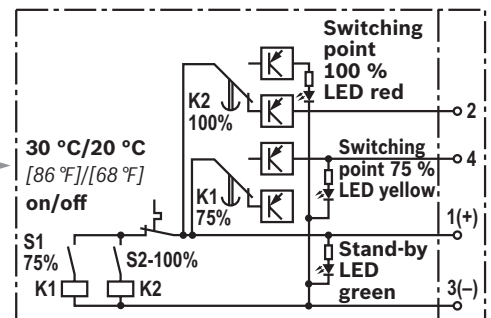 Switching
point
100 %
LED red
K2
100%
2
30 °C/20 °C
[86 °F]/[68 °F]
on/off
4
Switching
point 75 %
LED yellow
K1
75%
1(+)
S1
75%
S2-100%
Stand-by
LED
green
K1
K2
3(–)